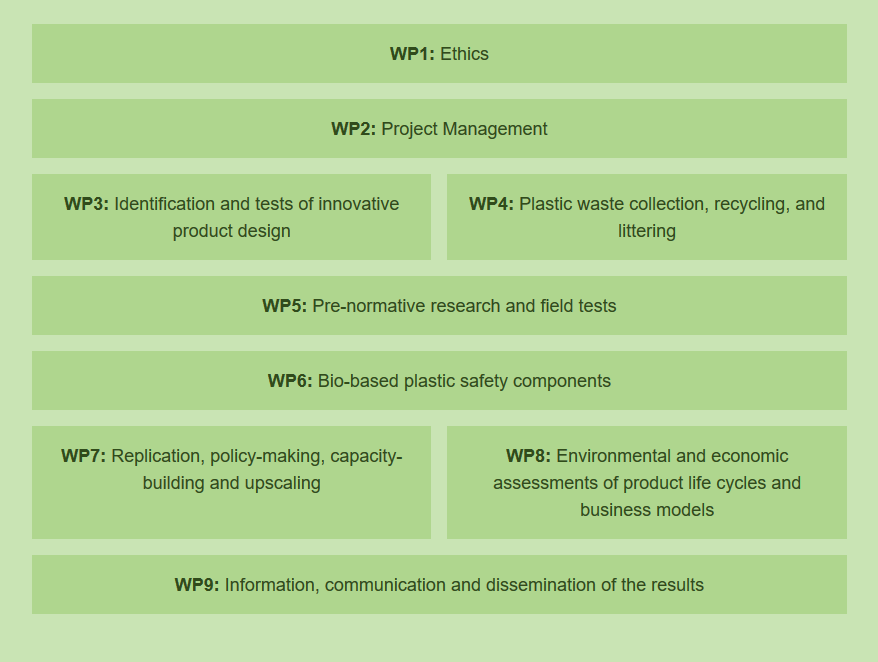 WP1: Ethics
WP2: Project Management
WP3: Identification and tests of innovative
product design
WP4: Plastic waste collection, recycling, and
littering
WP5: Pre-normative research and field tests
WP6: Bio-based plastic safety components
WP7: Replication, policy-making, capacity-
building and upscaling
WP8: Environmental and economic
assessments of product life cycles and
business models
WP9: Information, communication and dissemination of the results